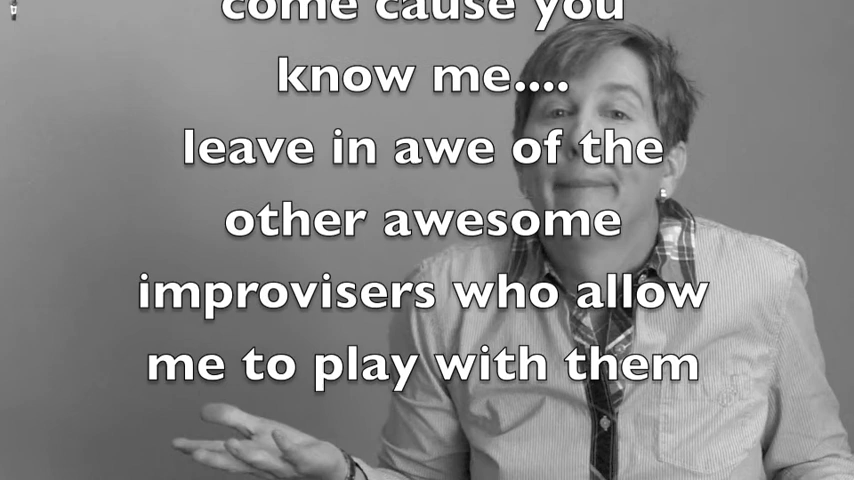 come cause you
know me....
leave in awe of the
other awesome
improvisers who allow
me to play with them